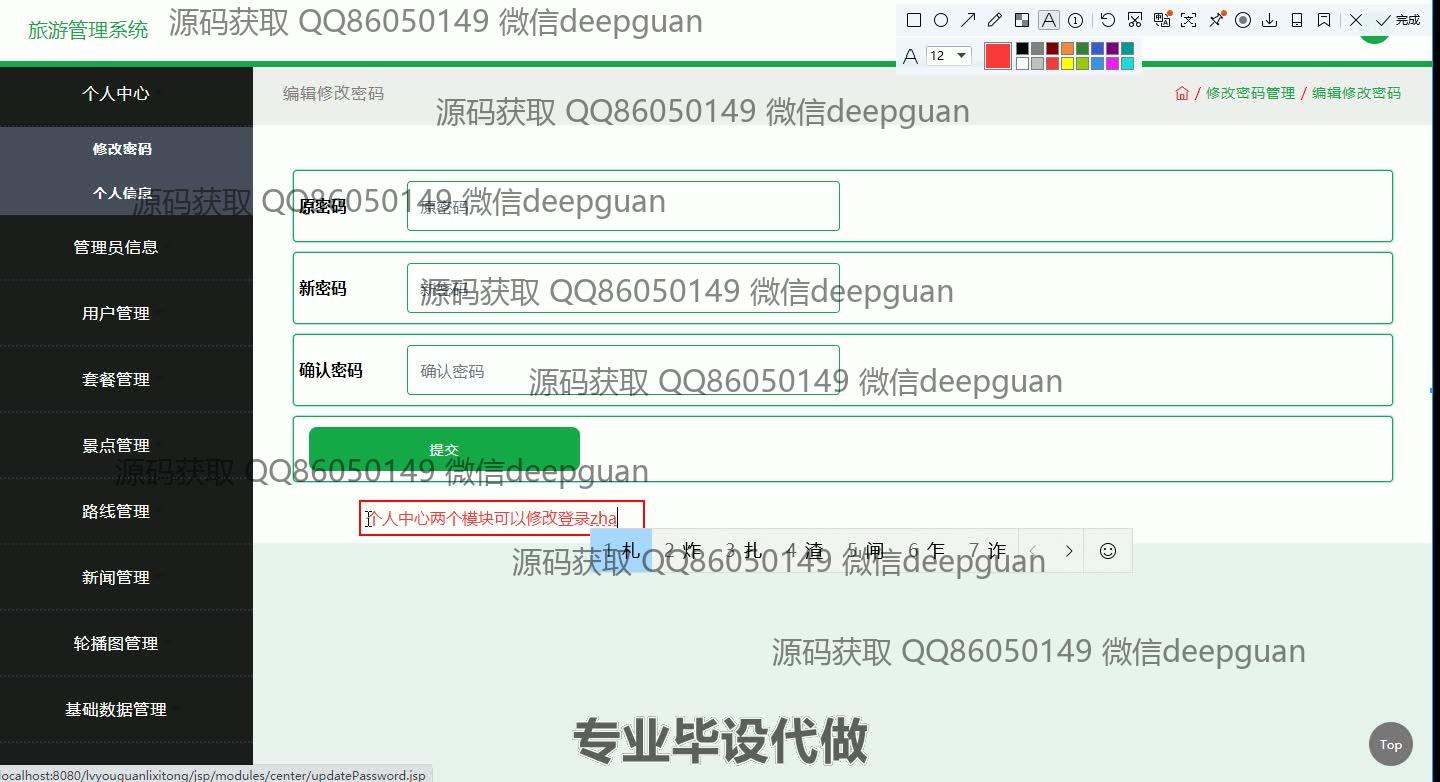 旅游管理系统
源码获取 QQ86050149 微信deepguan
完成
A 12
个人中心
编辑修改密码
/ 修改密码管理 / 编辑修改密码
源码获取 QQ86050149 微信deepguan
修改密码
个人信息
源码获取 QQ86050149 微信deepguan
原密码
原密码
管理员信息
新密码
新密码
源码获取 QQ86050149 微信deepguan
用户管理
确认密码
确认密码
源码获取 QQ86050149 微信deepguan
套餐管理
景点管理
提交
源码获取 QQ86050149 微信deepguan
路线管理
个人中心两个模块可以修改登录zha
1 札 2 炸 3 扎 4 渣 5 闸 6 乍 7 诈
源码获取 QQ86050149 微信deepguan
新闻管理
轮播图管理
源码获取 QQ86050149 微信deepguan
基础数据管理
专业毕设代做
Top
localhost:8080/lvyouguanlixitong/jsp/modules/center/updatePassword.jsp